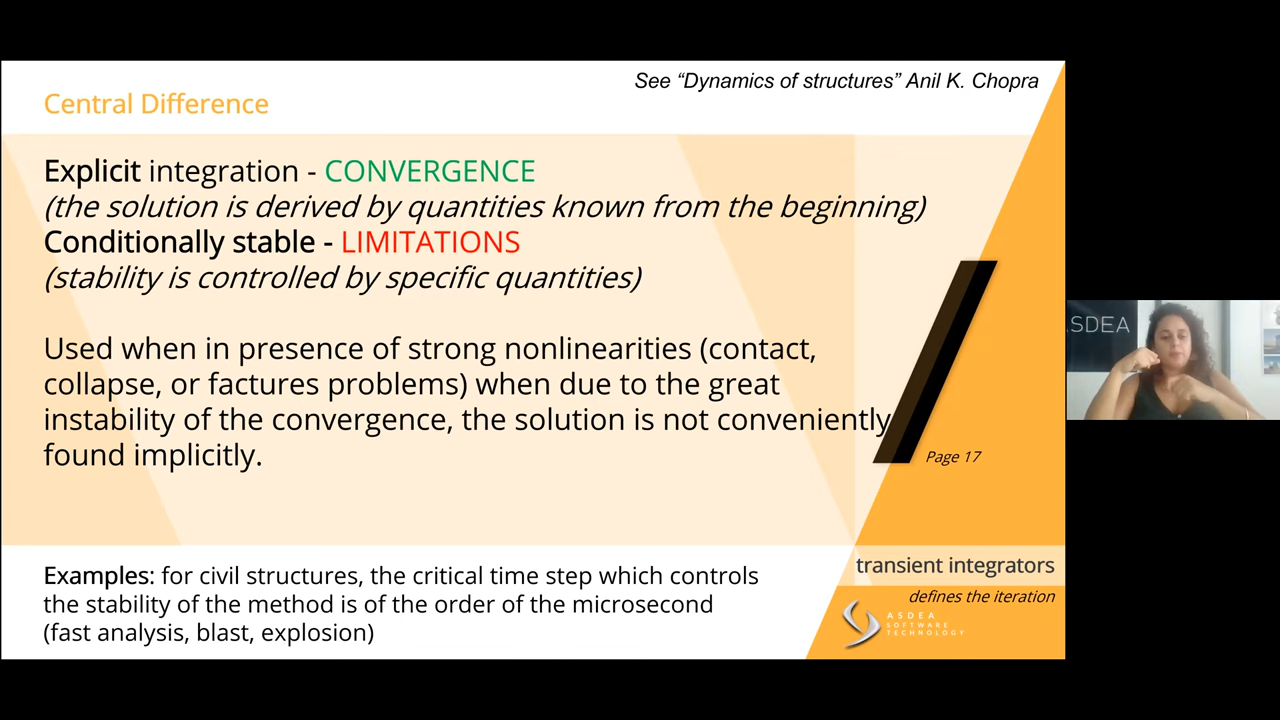 See “Dynamics of structures” Anil K. Chopra
Central Difference
Explicit integration - CONVERGENCE
(the solution is derived by quantities known from the beginning)
Conditionally stable - LIMITATIONS
(stability is controlled by specific quantities)
Used when in presence of strong nonlinearities (contact,
collapse, or factures problems) when due to the great
instability of the convergence, the solution is not conveniently
found implicitly.
Page 17
Examples: for civil structures, the critical time step which controls
the stability of the method is of the order of the microsecond
(fast analysis, blast, explosion)
transient integrators
defines the iteration
ASDEA
SOFTWARE
TECHNOLOGY
ASDEA